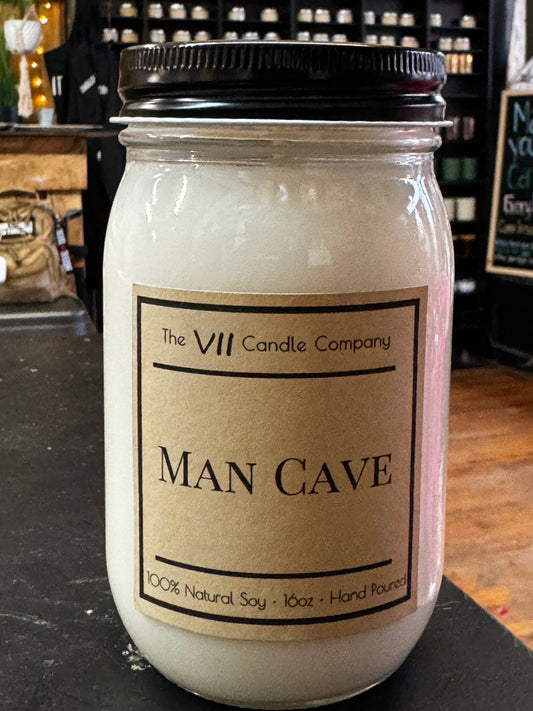 The VII Candle Company
MAN CAVE
100% Natural Soy · 16oz · Hand Poured